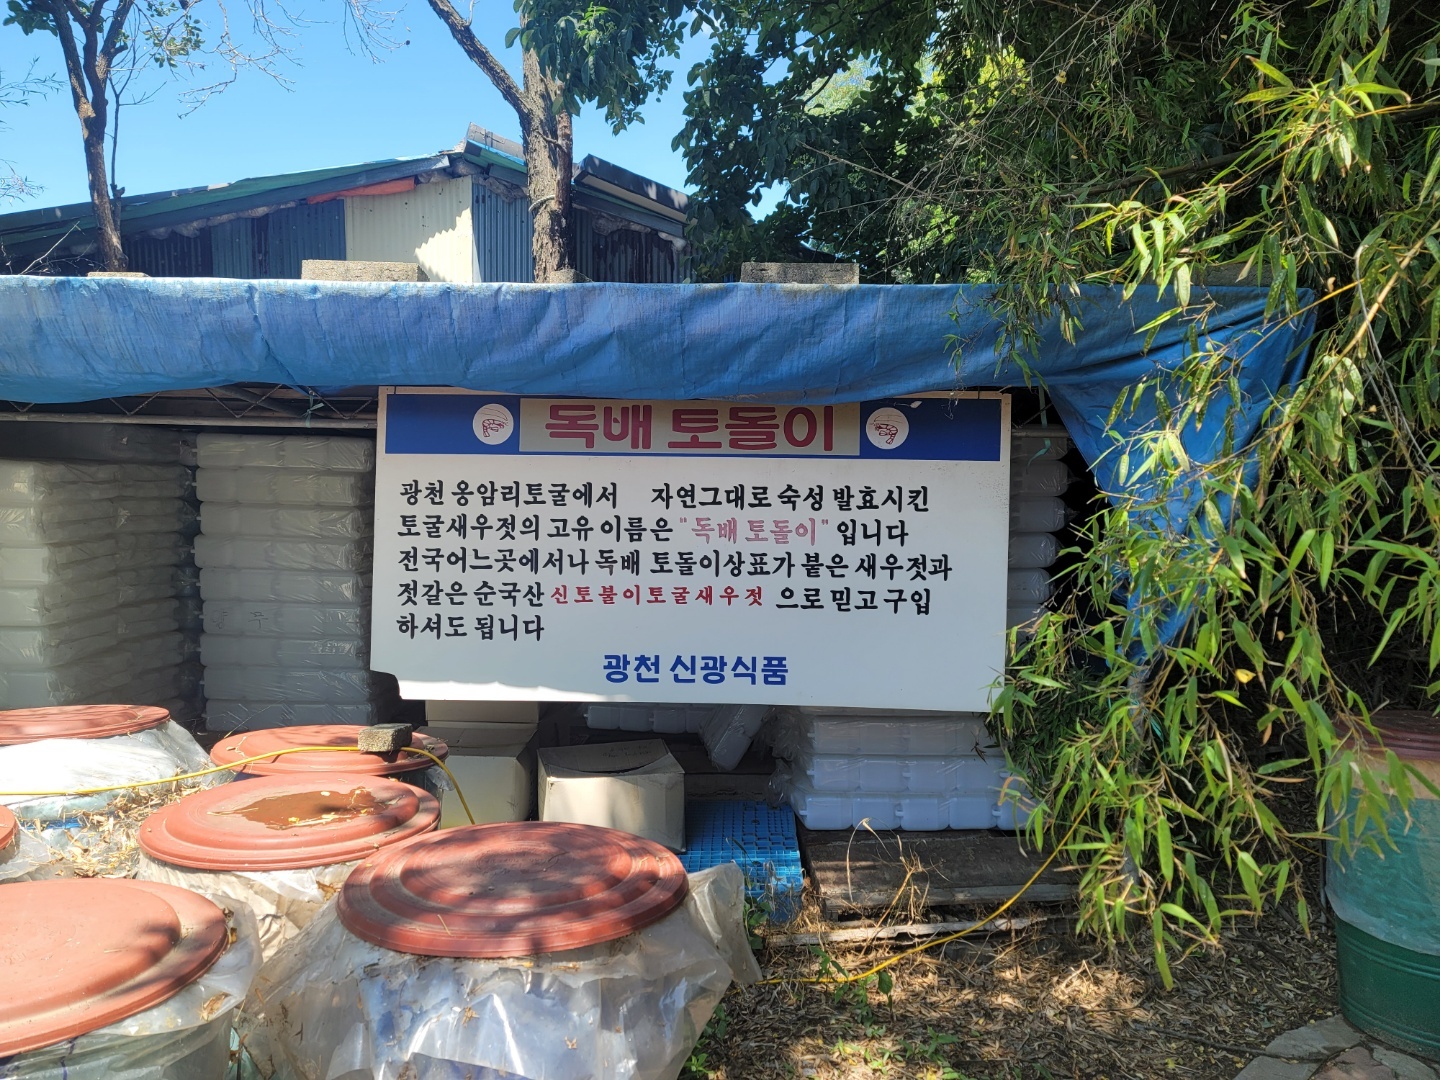 독배 토돌이
광천 옹암리토굴에서 자연그대로 숙성 발효시킨
토굴새우젓의 고유 이름은 "독배 토돌이" 입니다
전국어느곳에서나 독배 토돌이상표가 붙은 새우젓과
젓갈은 순국산 신토불이토굴새우젓 으로 믿고 구입
하셔도 됩니다
광천 신광식품